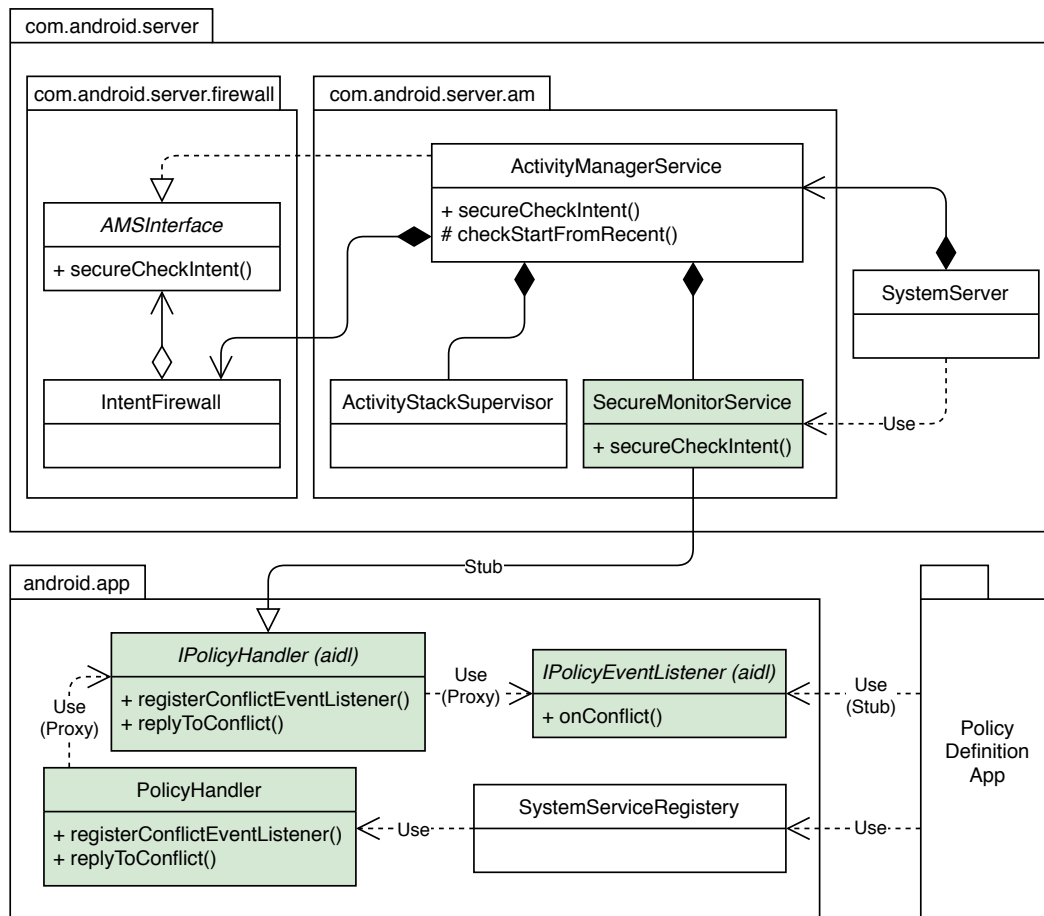 com.android.server
com.android.server.firewall
com.android.server.am
ActivityManagerService
+ secureCheckIntent()
# checkStartFromRecent()
AMSInterface
+ secureCheckIntent()
SystemServer
IntentFirewall
ActivityStackSupervisor
SecureMonitorService
+ secureCheckIntent()
Use
Stub
android.app
IPolicyHandler (aidl)
+ registerConflictEventListener()
+ replyToConflict()
Use
(Proxy)
Use
(Proxy)
IPolicyEventListener (aidl)
+ onConflict()
Use
(Stub)
Policy
Definition
App
PolicyHandler
+ registerConflictEventListener()
+ replyToConflict()
Use
SystemServiceRegistery
Use